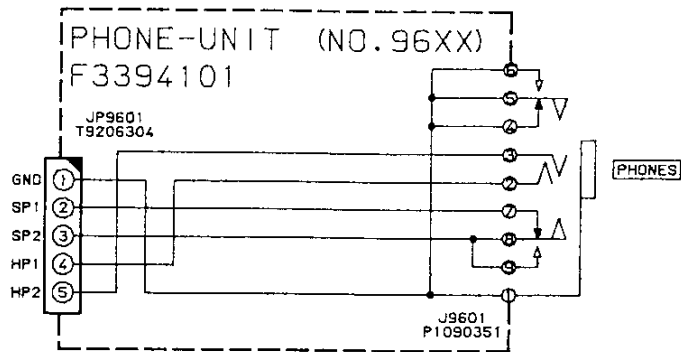 PHONE-UNIT (NO.96XX)
F3394101
JP9601
T9206304
GND 1
SP1 2
SP2 3
HP1 4
HP2 5
6
5
4
3
2
7
8
9
1
PHONES
J9601
P1090351